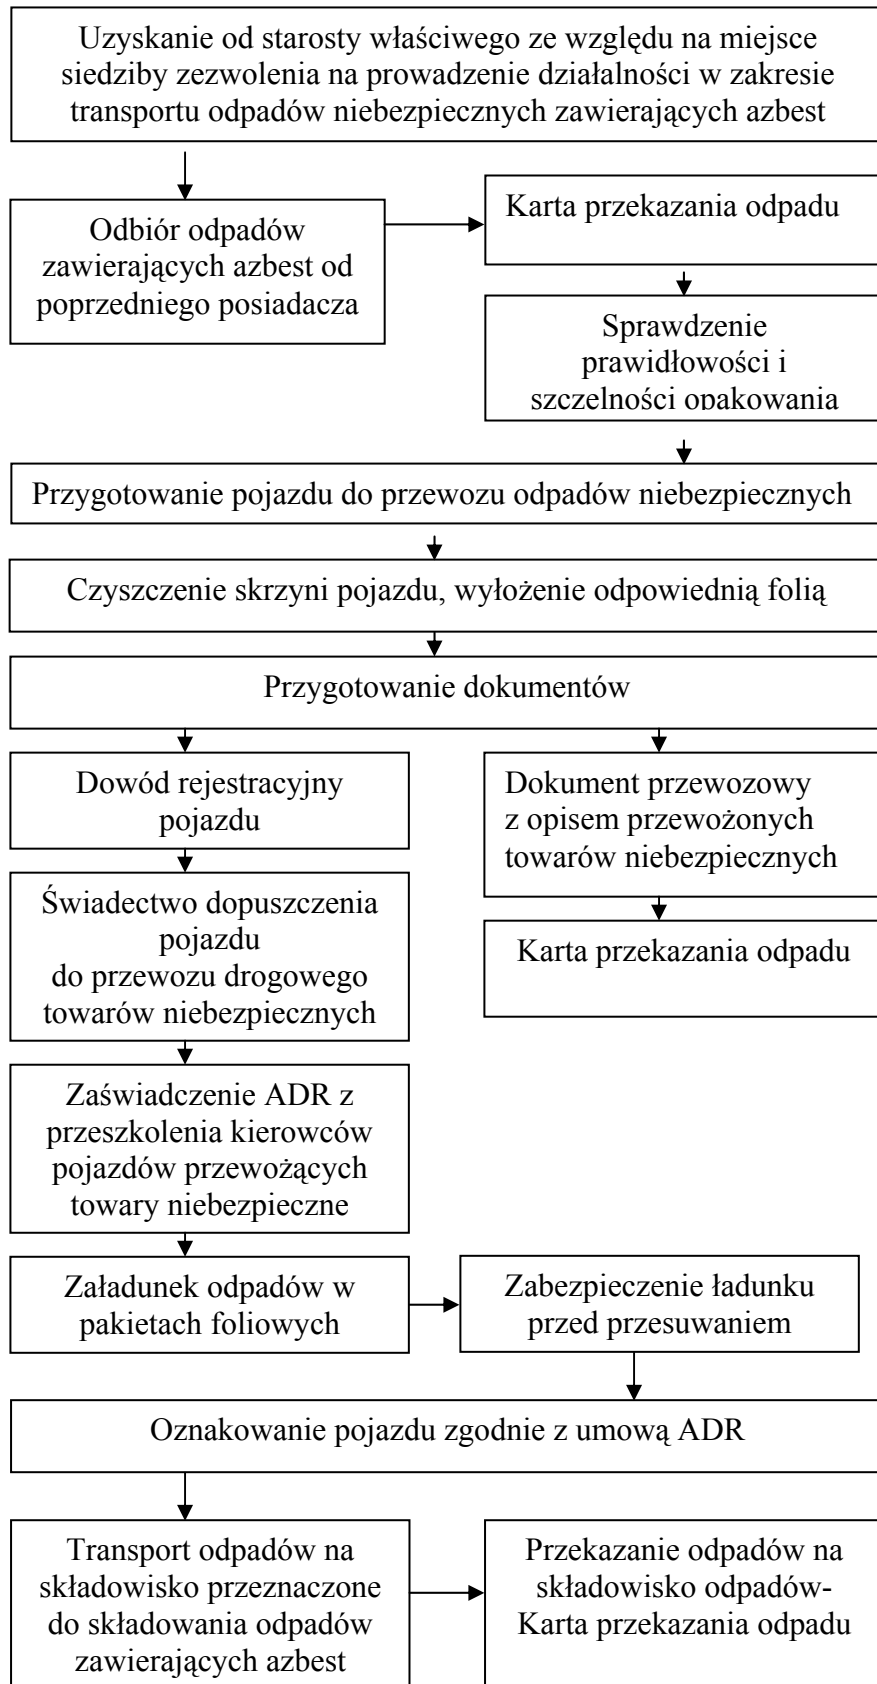 Uzyskanie od starosty właściwego ze względu na miejsce
siedziby zezwolenia na prowadzenie działalności w zakresie
transportu odpadów niebezpiecznych zawierających azbest
Odbiór odpadów
zawierających azbest od
poprzedniego posiadacza
Karta przekazania odpadu
Sprawdzenie
prawidłowości i
szczelności opakowania
Przygotowanie pojazdu do przewozu odpadów niebezpiecznych
Czyszczenie skrzyni pojazdu, wyłożenie odpowiednią folią
Przygotowanie dokumentów
Dowód rejestracyjny
pojazdu
Świadectwo dopuszczenia
pojazdu
do przewozu drogowego
towarów niebezpiecznych
Zaświadczenie ADR z
przeszkolenia kierowców
pojazdów przewożących
towary niebezpieczne
Dokument przewozowy
z opisem przewożonych
towarów niebezpiecznych
Karta przekazania odpadu
Załadunek odpadów w
pakietach foliowych
Zabezpieczenie ładunku
przed przesuwaniem
Oznakowanie pojazdu zgodnie z umową ADR
Transport odpadów na
składowisko przeznaczone
do składowania odpadów
zawierających azbest
Przekazanie odpadów na
składowisko odpadów-
Karta przekazania odpadu